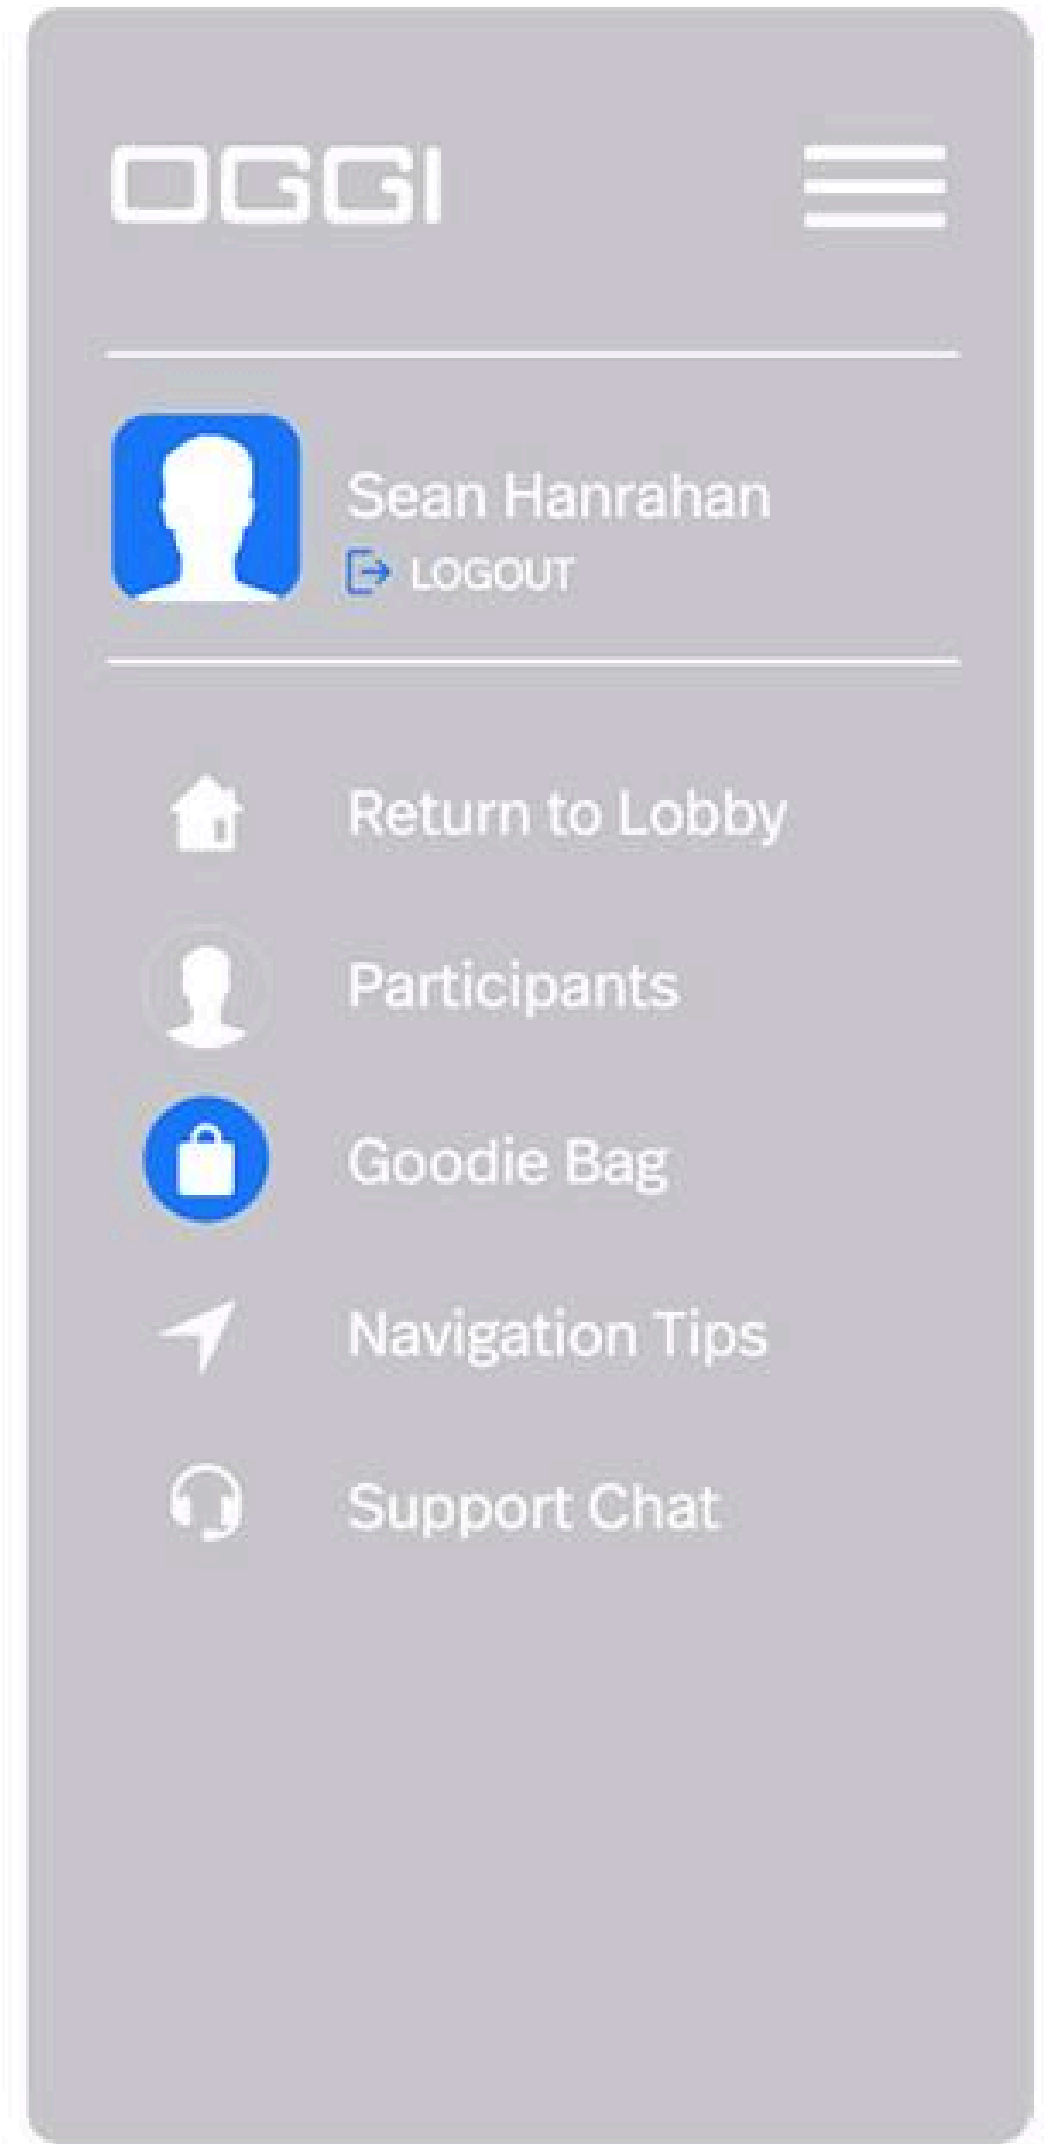 OGGI
Sean Hanrahan
LOGOUT
Return to Lobby
Participants
Goodie Bag
Navigation Tips
Support Chat